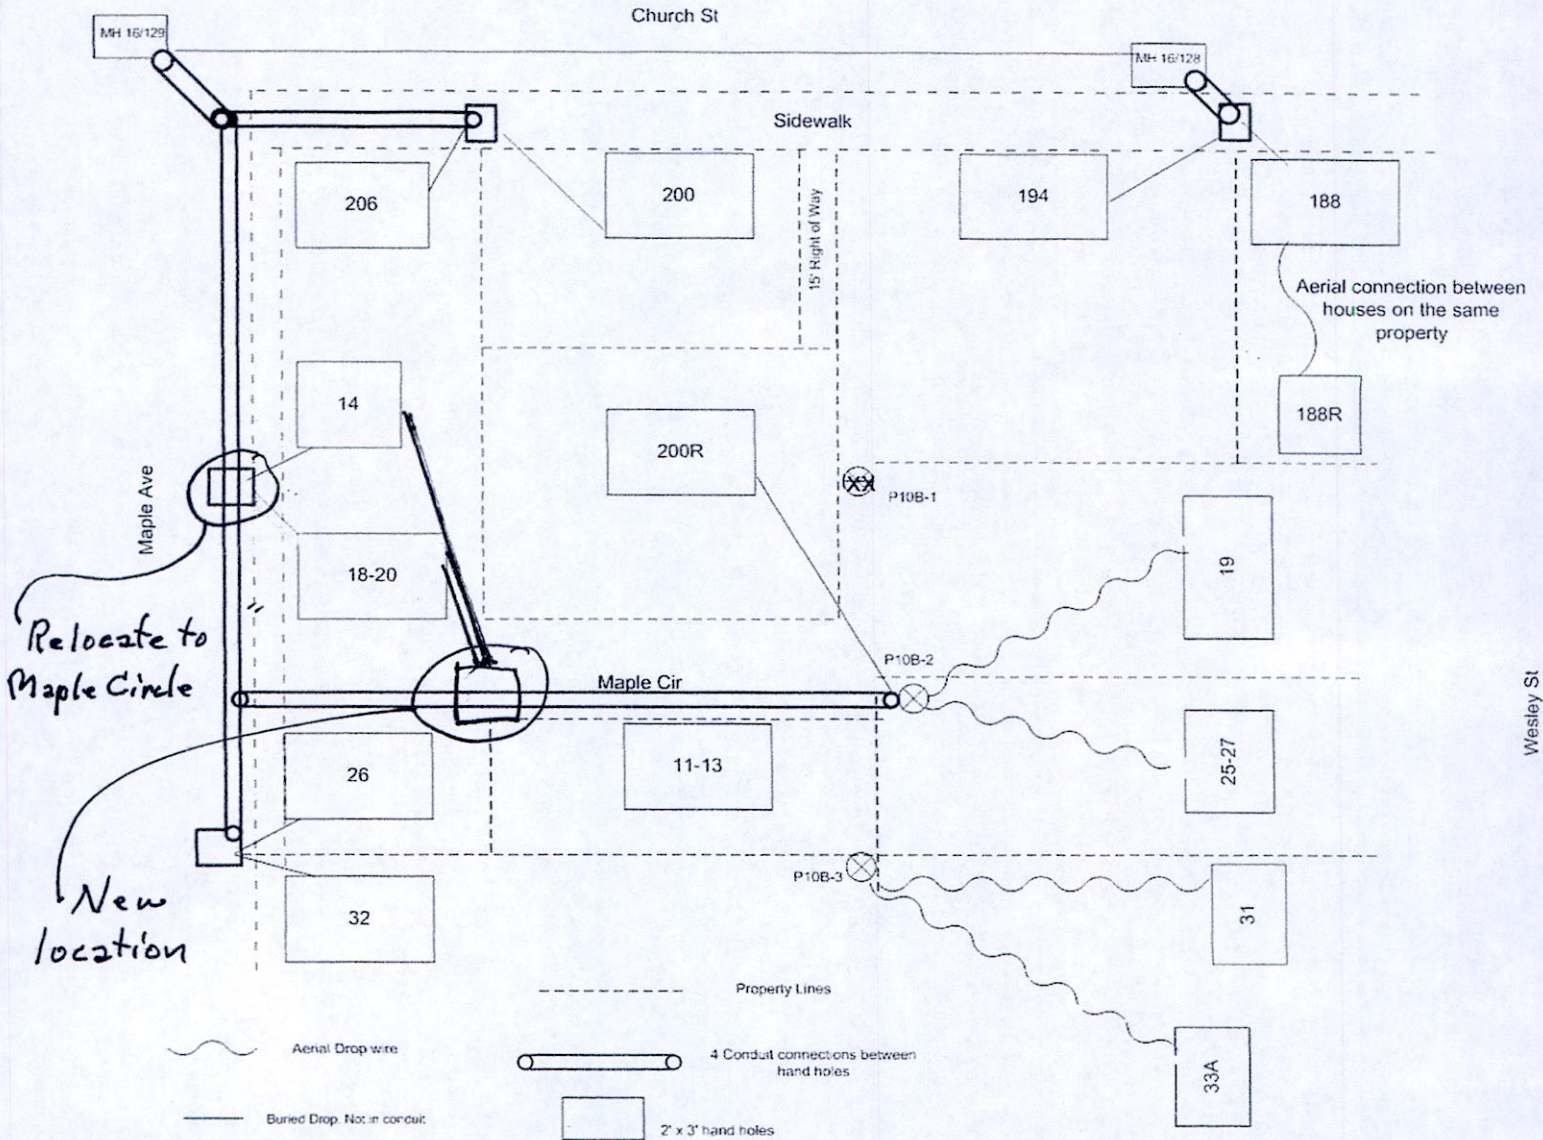 Church St
MH 16/129
MH 16/128
Sidewalk
206
200
15' Right of Way
194
188
Aerial connection between
houses on the same
property
14
200R
188R
Maple Ave
P10B-1
18-20
19
Relocate to
Maple Circle
P10B-2
Maple Cir
Wesley St
26
11-13
25-27
P10B-3
New
location
32
31
Property Lines
Aerial Drop wire
4 Conduit connections between
hand holes
33A
Buried Drop, Not in conduit
2' x 3' hand holes